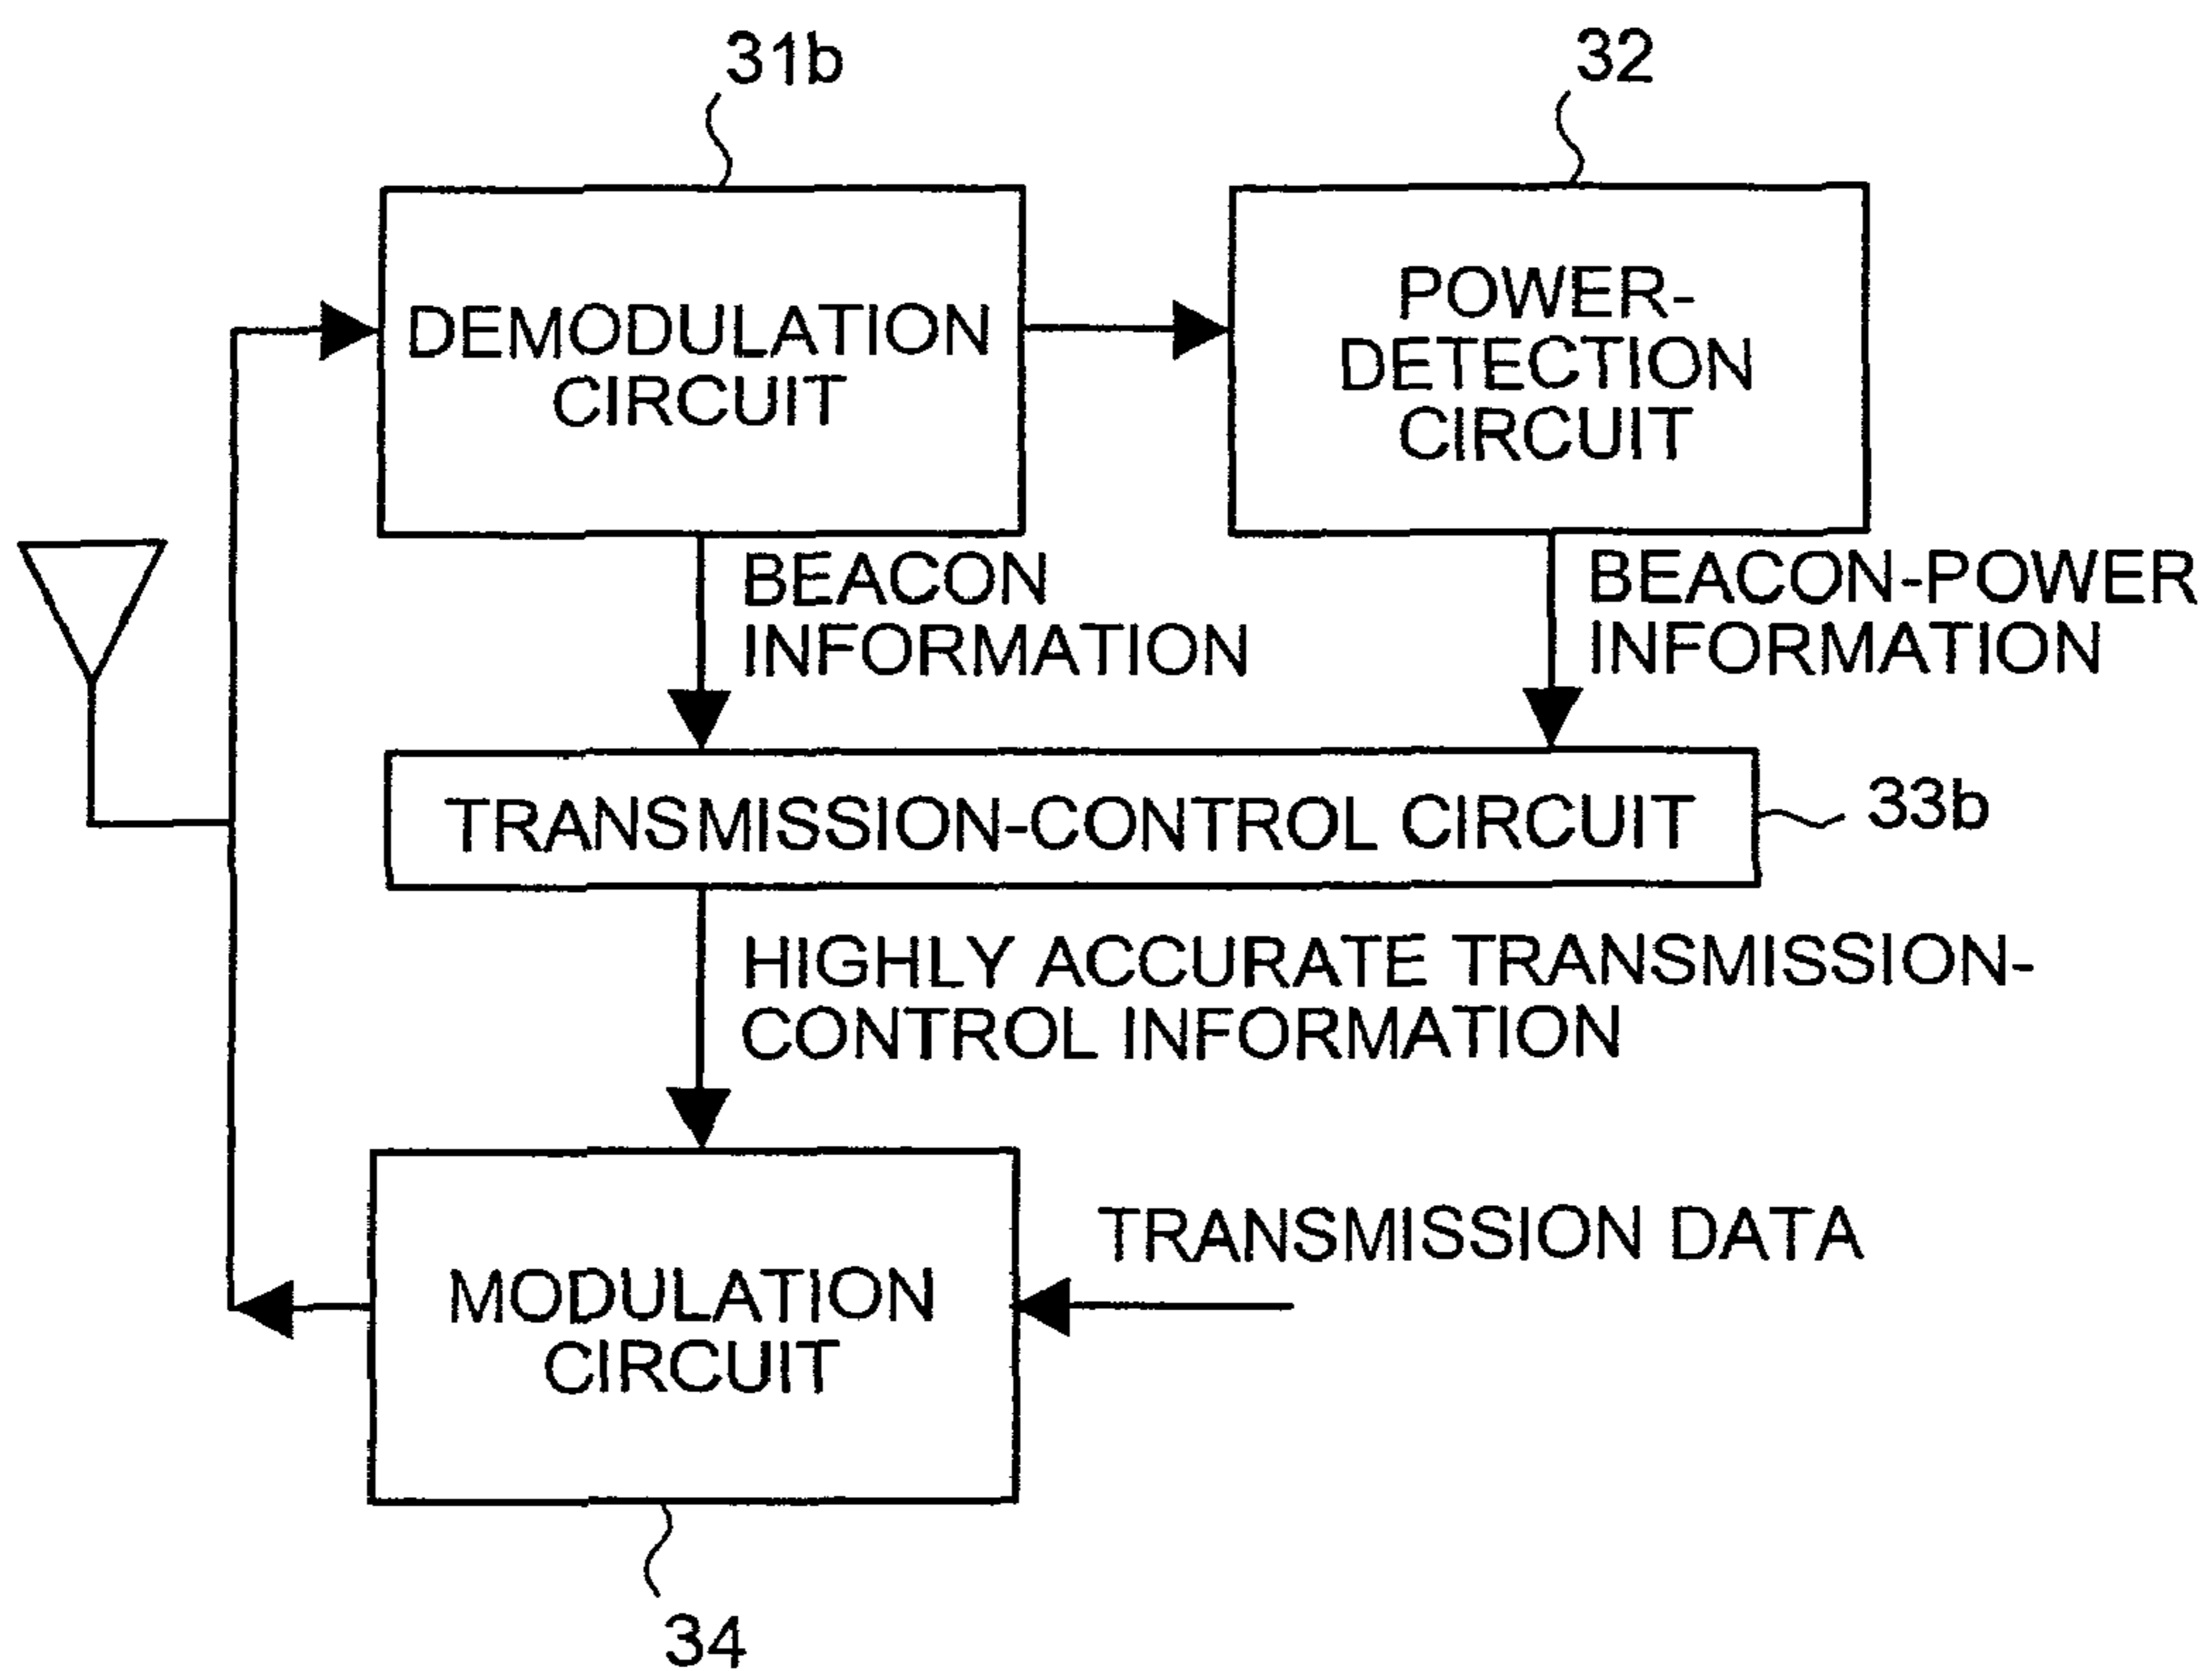 31b
32
DEMODULATION
CIRCUIT
POWER-
DETECTION
CIRCUIT
BEACON
INFORMATION
BEACON-POWER
INFORMATION
TRANSMISSION-CONTROL CIRCUIT
33b
HIGHLY ACCURATE TRANSMISSION-
CONTROL INFORMATION
TRANSMISSION DATA
MODULATION
CIRCUIT
34